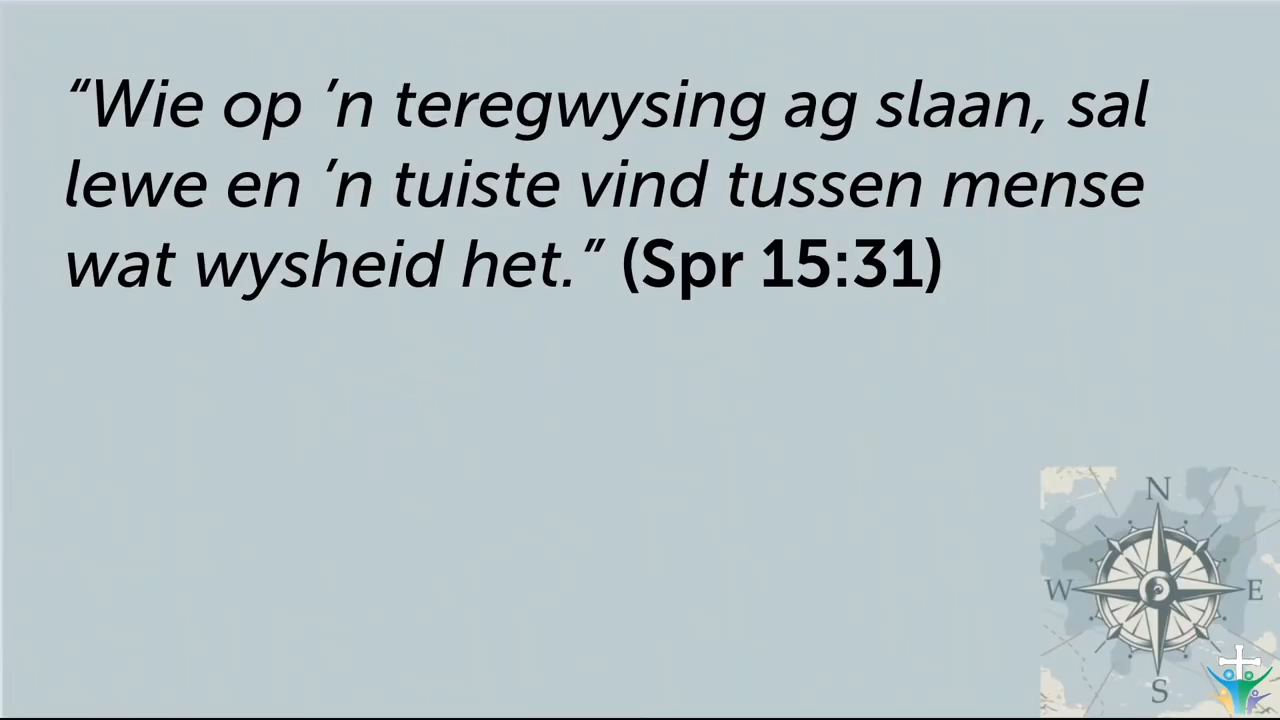 “Wie op ’n teregwysing ag slaan, sal
lewe en ’n tuiste vind tussen mense
wat wysheid het.” (Spr 15:31)
N
W E
S